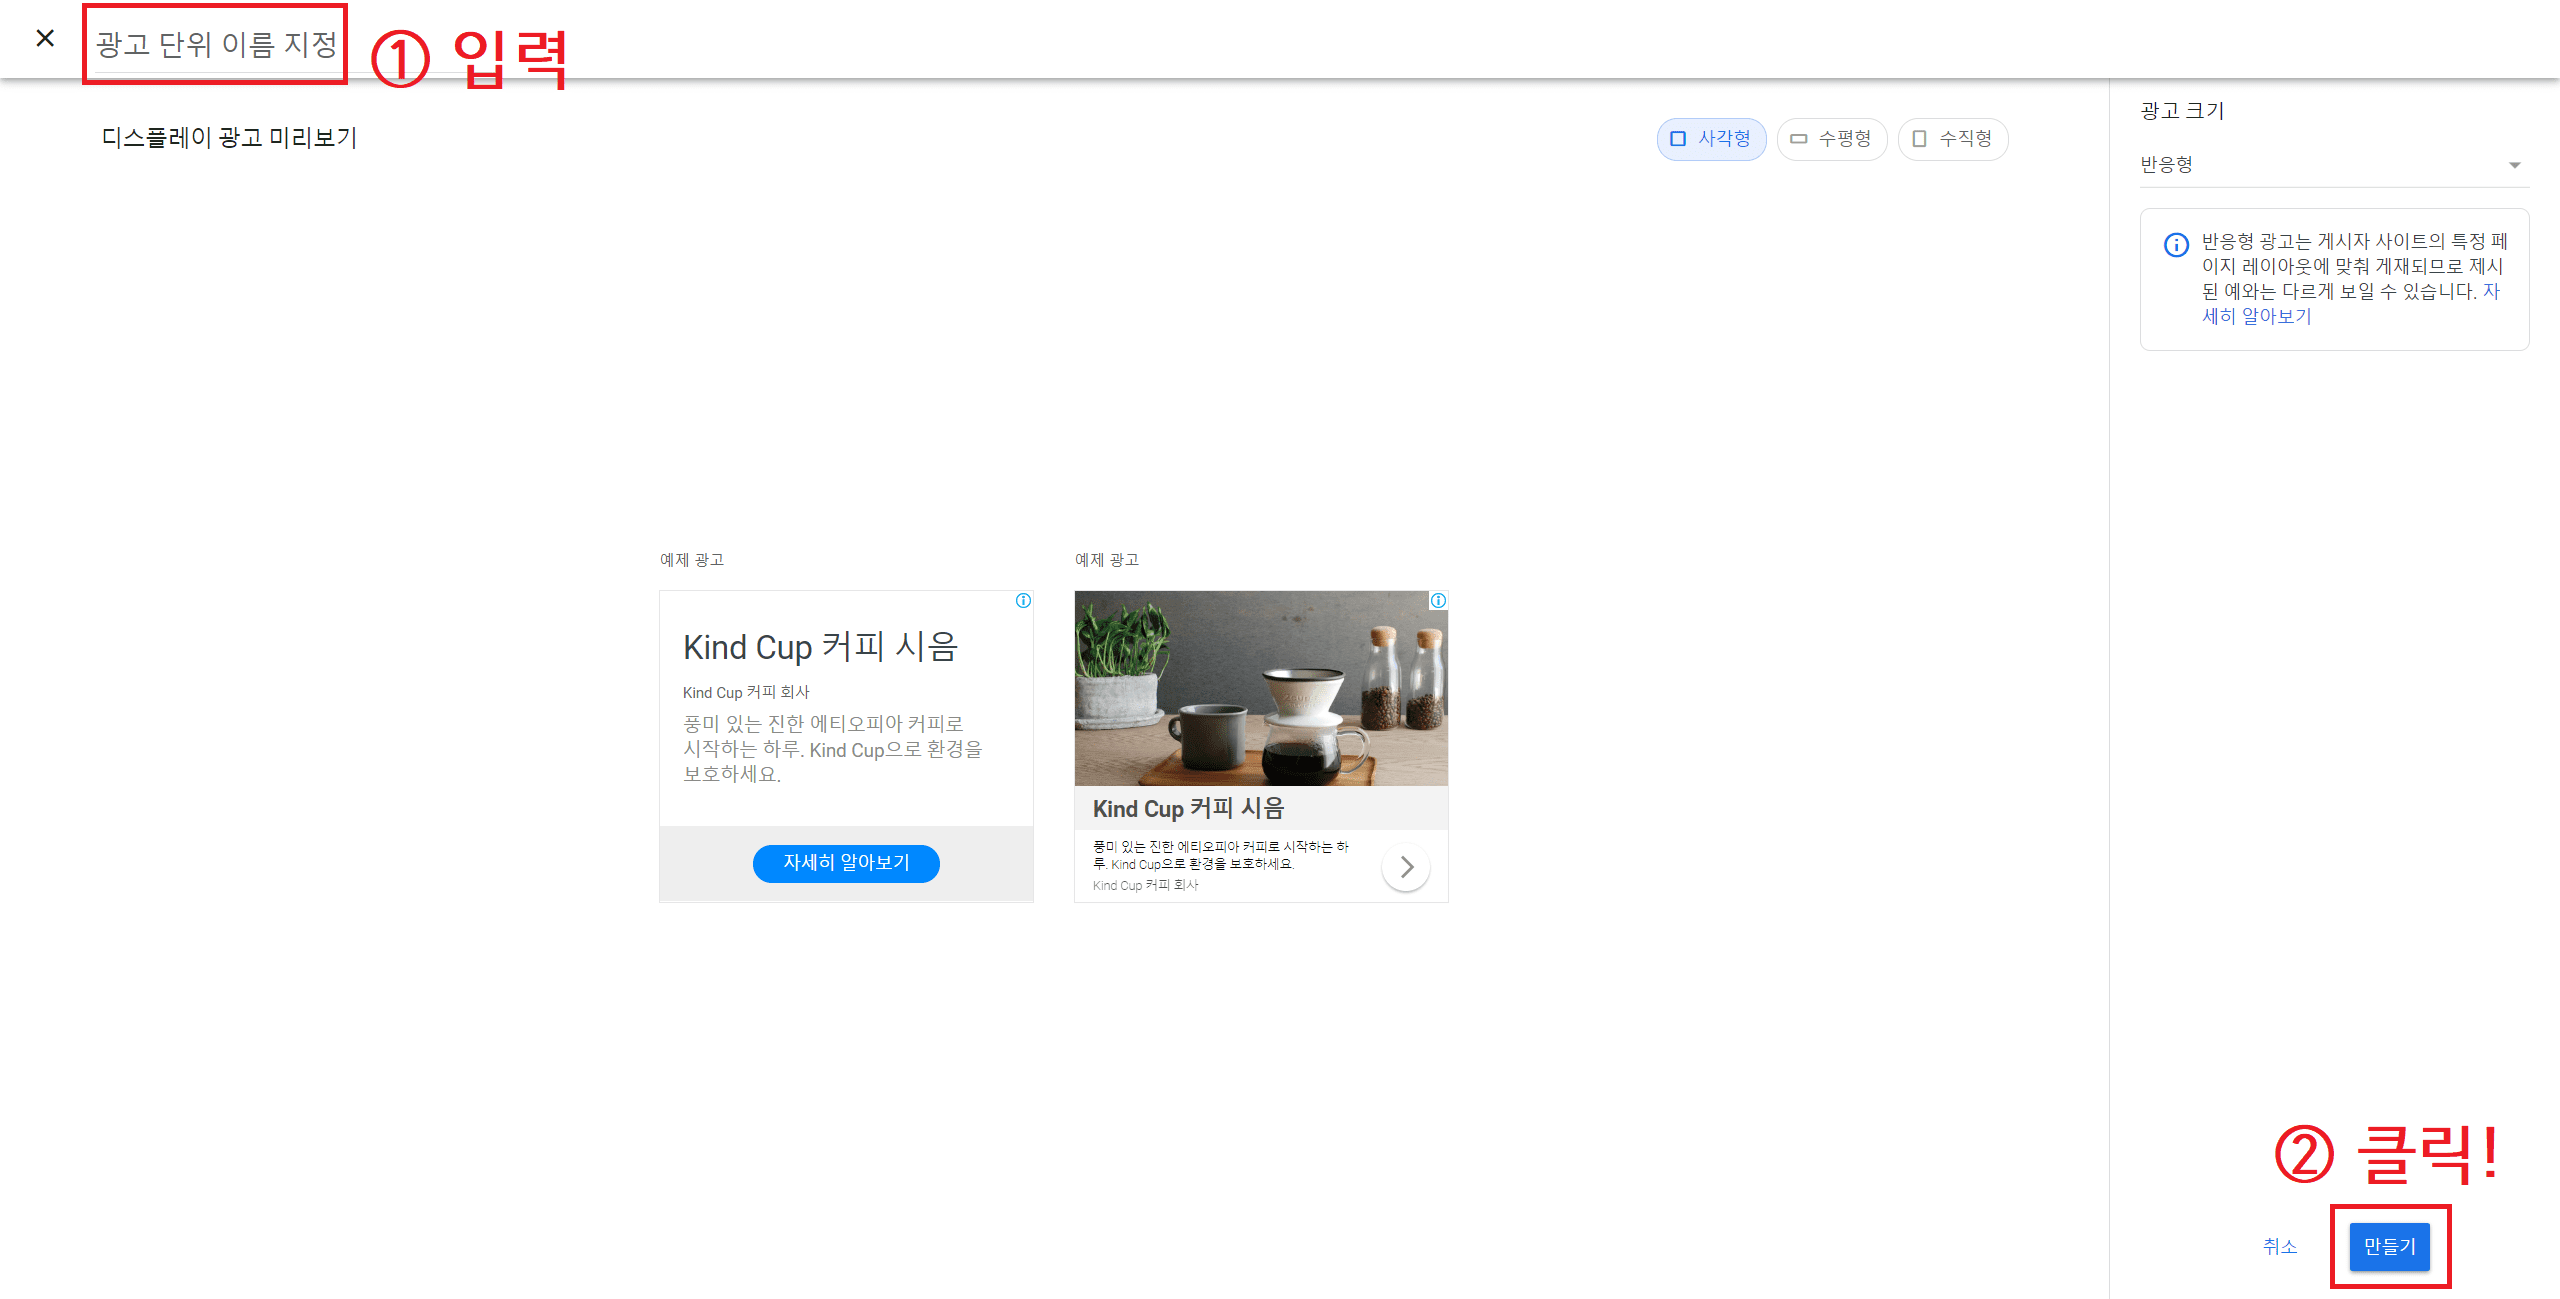 광고 단위 이름 지정
① 입력
디스플레이 광고 미리보기
사각형
수평형
수직형
광고 크기
반응형
반응형 광고는 게시자 사이트의 특정 페
이지 레이아웃에 맞춰 게재되므로 제시
된 예와는 다르게 보일 수 있습니다. 자
세히 알아보기
예제 광고
Kind Cup 커피 시음
Kind Cup 커피 회사
풍미 있는 진한 에티오피아 커피로
시작하는 하루. Kind Cup으로 환경을
보호하세요.
자세히 알아보기
예제 광고
Kind Cup 커피 시음
풍미 있는 진한 에티오피아 커피로 시작하는 하
루. Kind Cup으로 환경을 보호하세요.
Kind Cup 커피 회사
② 클릭!
취소
만들기